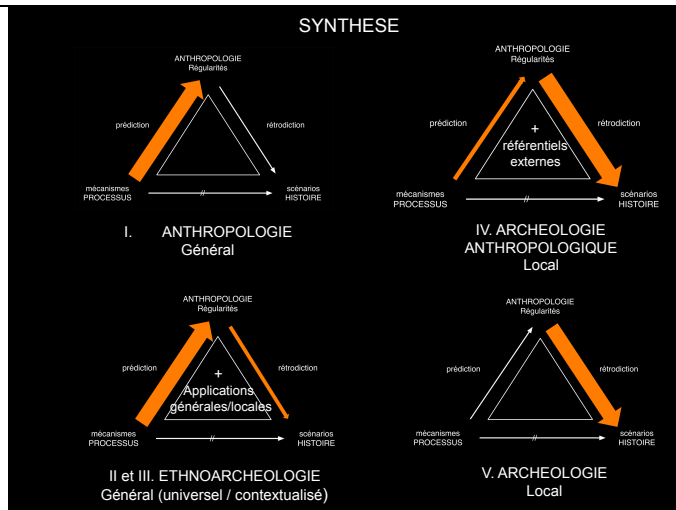 SYNTHESE
ANTHROPOLOGIE
Régularités
prédiction
rétrodiction
mécanismes
PROCESSUS
//
scénarios
HISTOIRE
I. ANTHROPOLOGIE
Général
ANTHROPOLOGIE
Régularités
prédiction
rétrodiction
+
référentiels
externes
mécanismes
PROCESSUS
//
scénarios
HISTOIRE
IV. ARCHEOLOGIE
ANTHROPOLOGIQUE
Local
ANTHROPOLOGIE
Régularités
prédiction
rétrodiction
+
Applications
générales/locales
mécanismes
PROCESSUS
//
scénarios
HISTOIRE
II et III. ETHNOARCHEOLOGIE
Général (universel / contextualisé)
ANTHROPOLOGIE
Régularités
prédiction
rétrodiction
mécanismes
PROCESSUS
//
scénarios
HISTOIRE
V. ARCHEOLOGIE
Local